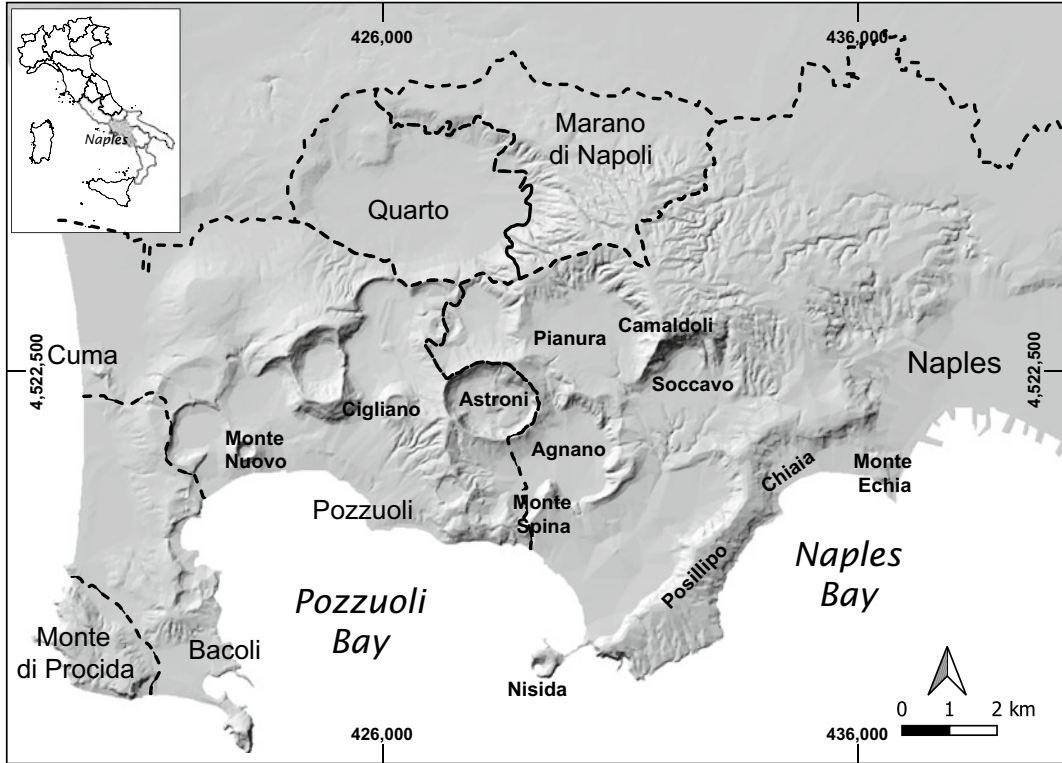 426,000
436,000
Naples
Marano
di Napoli
Quarto
Cuma
4,522,500
Pianura
Camaldoli
Soccavo
Naples
4,522,500
Cigliano
Astroni
Agnano
Monte
Nuovo
Pozzuoli
Monte
Spina
Chiaia
Monte
Echia
Posillipo
Pozzuoli
Bay
Naples
Bay
Monte
di Procida
Bacoli
Nisida
0 1 2 km
426,000
436,000